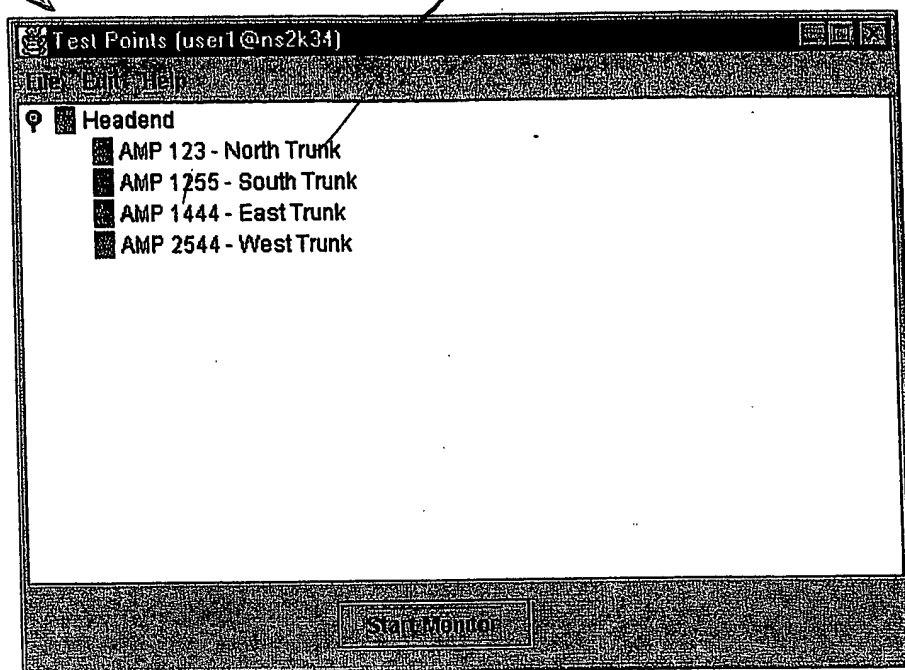 Test Points (user1@ns2k34)
File Edit Help
Headend
AMP 123 - North Trunk
AMP 1255 - South Trunk
AMP 1444 - East Trunk
AMP 2544 - West Trunk
Start Monitor